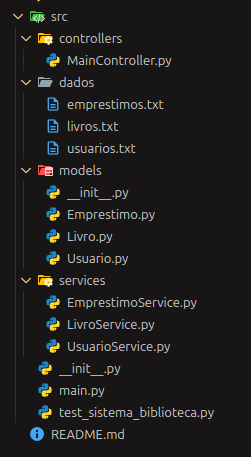 src
controllers
MainController.py
dados
emprestimos.txt
livros.txt
usuarios.txt
models
__init__.py
Emprestimo.py
Livro.py
Usuario.py
services
EmprestimoService.py
LivroService.py
UsuarioService.py
__init__.py
main.py
test_sistema_biblioteca.py
README.md